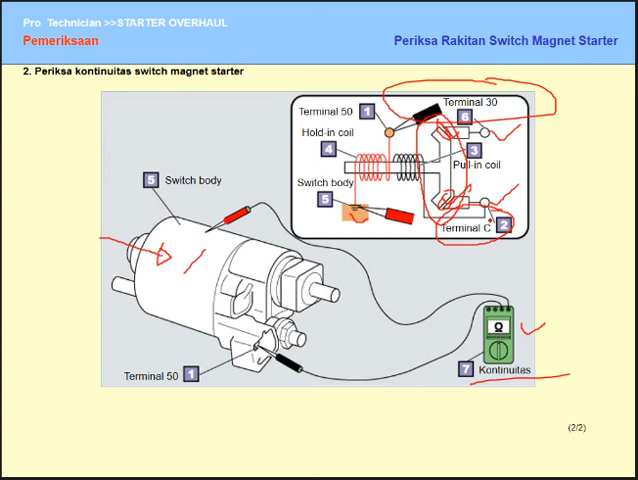 Pro Technician >>STARTER OVERHAUL
Pemeriksaan
Periksa Rakitan Switch Magnet Starter
2. Periksa kontinuitas switch magnet starter
Terminal 50 1
Terminal 30
6
Hold-in coil
4
3
Pull-in coil
Switch body
5
Terminal C 2
5 Switch body
Ω
7 Kontinuitas
Terminal 50 1
(2/2)